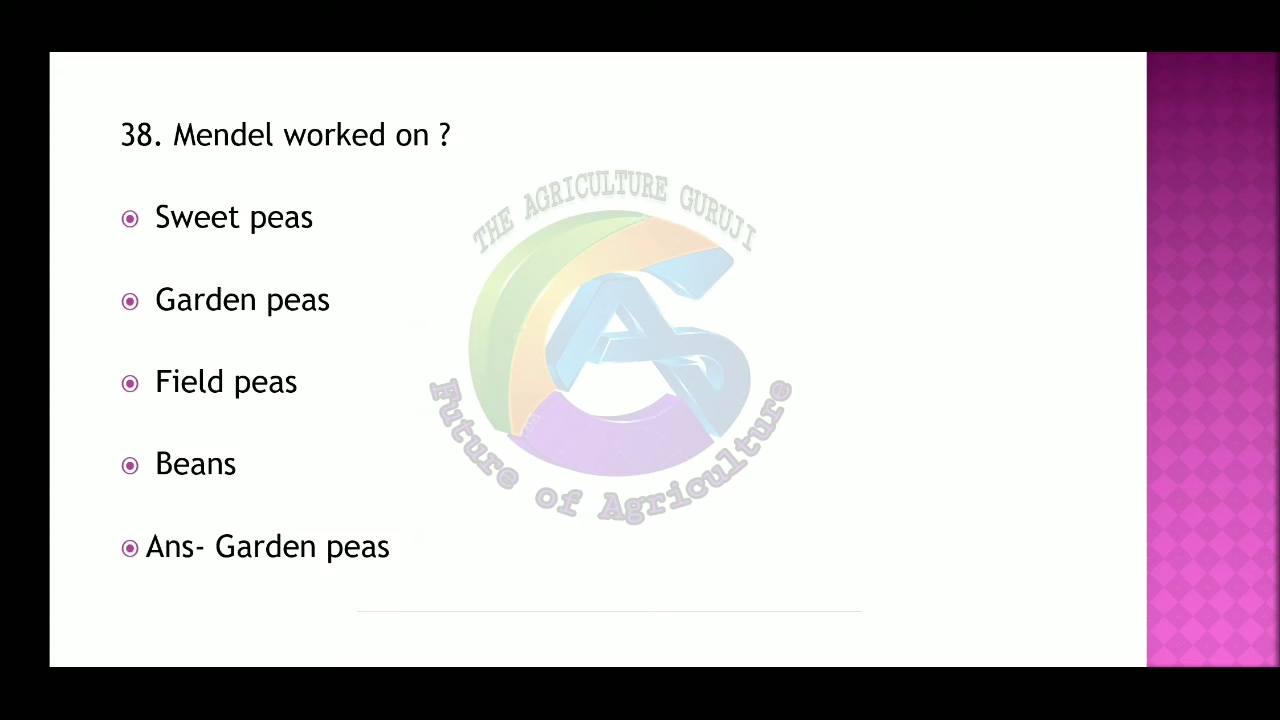 38. Mendel worked on ?
THE AGRICULTURE GURUJI
Sweet peas
Garden peas
Field peas
Beans
Future of Agriculture
Ans- Garden peas